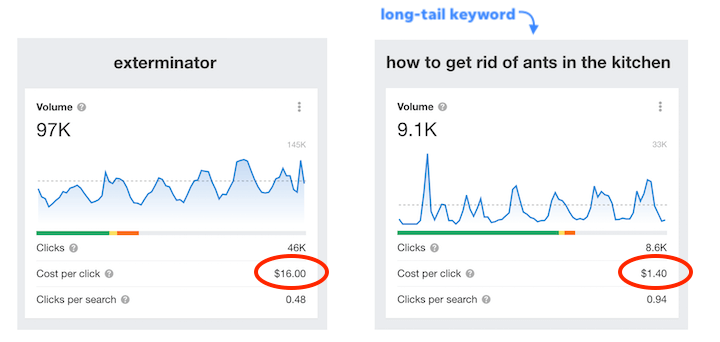 long-tail keyword
exterminator
Volume
97K
145K
Clicks 46K
Cost per click $16.00
Clicks per search 0.48
how to get rid of ants in the kitchen
Volume
9.1K
33K
Clicks 8.6K
Cost per click $1.40
Clicks per search 0.94